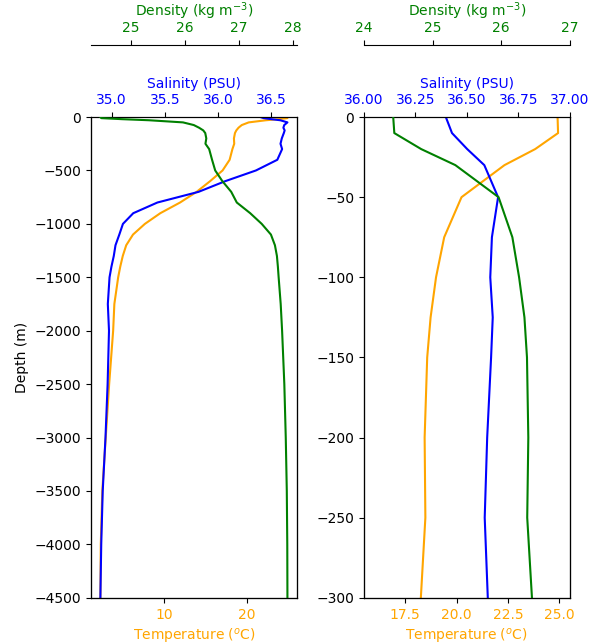 Density (kg m⁻³)
25 26 27 28
Salinity (PSU)
35.0 35.5 36.0 36.5
0
−500
−1000
−1500
−2000
−2500
−3000
−3500
−4000
−4500
Depth (m)
10 20
Temperature (°C)
Density (kg m⁻³)
24 25 26 27
Salinity (PSU)
36.00 36.25 36.50 36.75 37.00
0
−50
−100
−150
−200
−250
−300
17.5 20.0 22.5 25.0
Temperature (°C)